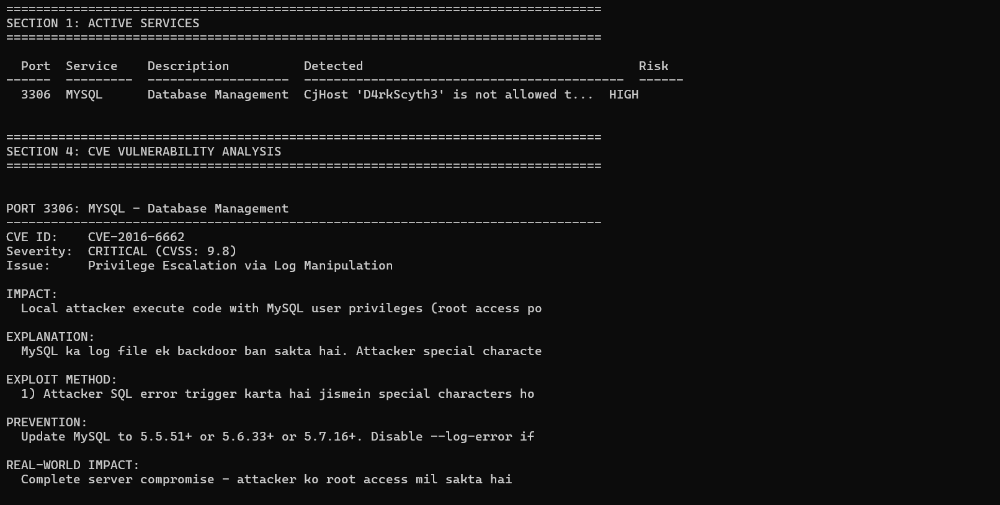 ================================================================================
SECTION 1: ACTIVE SERVICES
================================================================================
Port Service Description Detected Risk
------ --------- ------------------- ------------------------------------------- ------
3306 MYSQL Database Management CjHost 'D4rkScyth3' is not allowed t... HIGH
================================================================================
SECTION 4: CVE VULNERABILITY ANALYSIS
================================================================================
PORT 3306: MYSQL - Database Management
--------------------------------------------------------------------------------
CVE ID: CVE-2016-6662
Severity: CRITICAL (CVSS: 9.8)
Issue: Privilege Escalation via Log Manipulation
IMPACT:
Local attacker execute code with MySQL user privileges (root access po
EXPLANATION:
MySQL ka log file ek backdoor ban sakta hai. Attacker special characte
EXPLOIT METHOD:
1) Attacker SQL error trigger karta hai jismein special characters ho
PREVENTION:
Update MySQL to 5.5.51+ or 5.6.33+ or 5.7.16+. Disable --log-error if
REAL-WORLD IMPACT:
Complete server compromise - attacker ko root access mil sakta hai